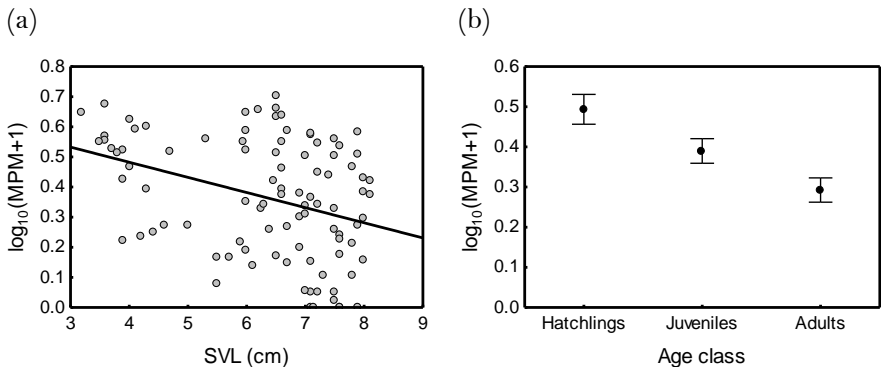 (a)
log10(MPM+1)
0.8
0.7
0.6
0.5
0.4
0.3
0.2
0.1
0.0
3 4 5 6 7 8 9
SVL (cm)
(b)
log10(MPM+1)
0.6
0.5
0.4
0.3
0.2
0.1
0.0
Hatchlings Juveniles Adults
Age class